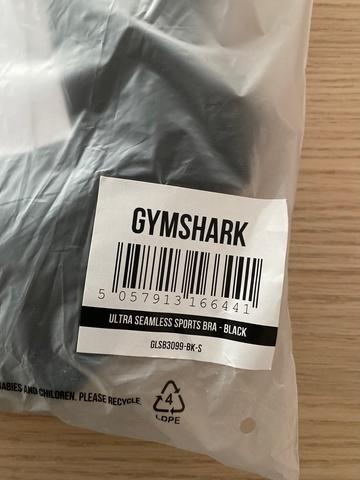 GYMSHARK
5 057913 166441
ULTRA SEAMLESS SPORTS BRA - BLACK
GLSB3099-BK-S
BABIES AND CHILDREN. PLEASE RECYCLE.
4
LDPE